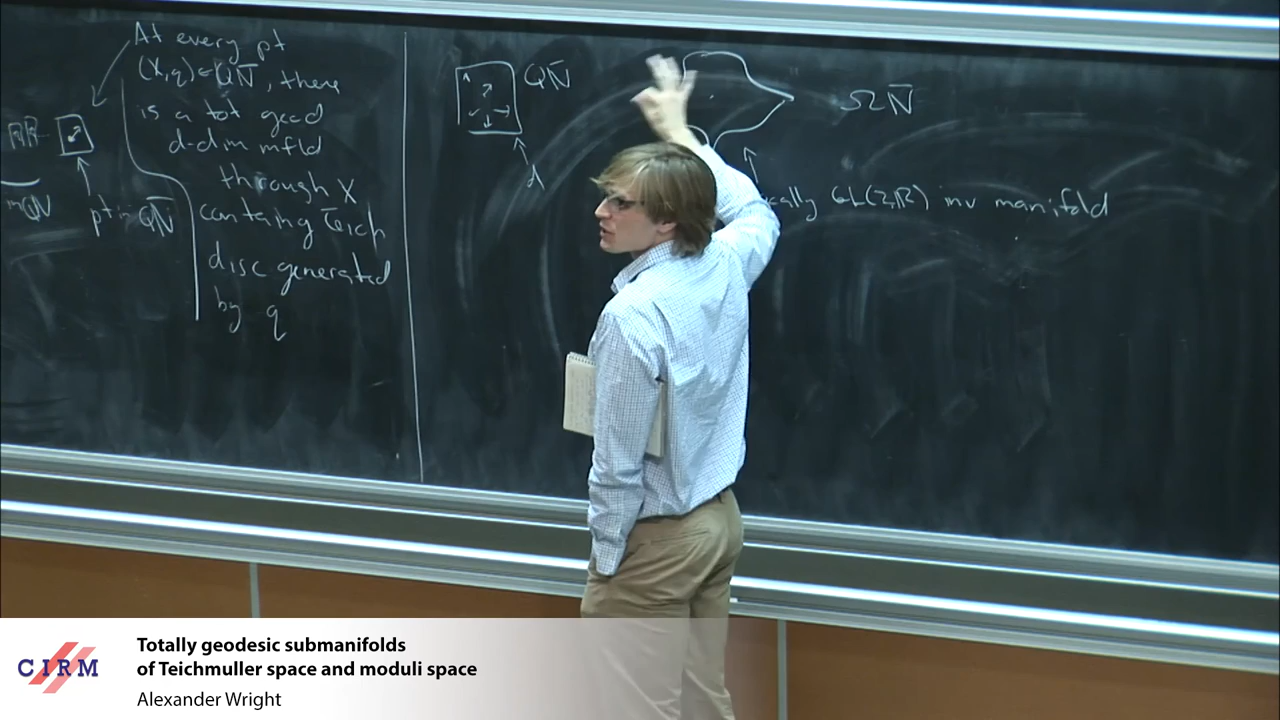 At every pt
(X,q)∈QN̄, there
is a tot geod
d-dim mfld
through X
containing Teich
disc generated
by q
QN
pt in QN̄
QN̄
d
ΩN̄
GL(2,ℝ) inv manifold
CIRM
Totally geodesic submanifolds
of Teichmuller space and moduli space
Alexander Wright